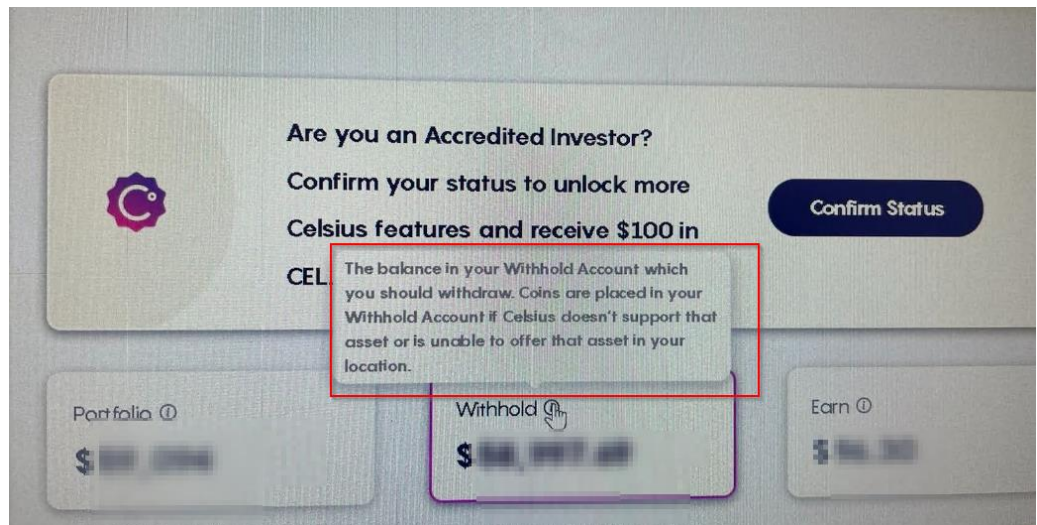 Are you an Accredited Investor?
Confirm your status to unlock more
Celsius features and receive $100 in
CEL.
Confirm Status
The balance in your Withhold Account which
you should withdraw. Coins are placed in your
Withhold Account if Celsius doesn't support that
asset or is unable to offer that asset in your
location.
Portfolio
$
Withhold
$
Earn
$